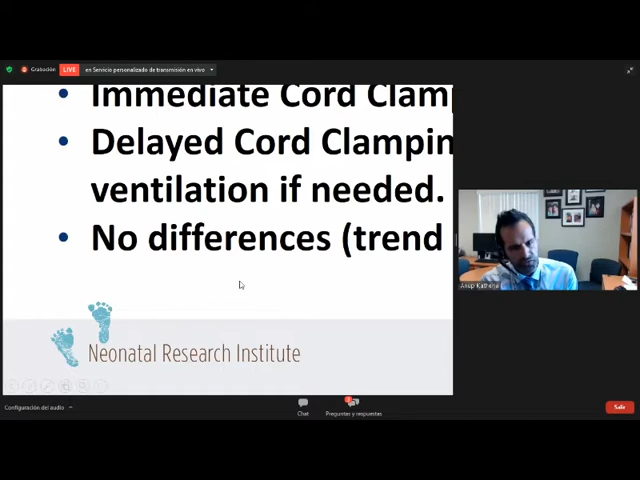 Grabación
LIVE
en Servicio personalizado de transmisión en vivo
Immediate Cord Clamp
Delayed Cord Clampin
ventilation if needed.
No differences (trend
Neonatal Research Institute
Anup Katheria
Configuración del audio
Chat
Preguntas y respuestas
Salir